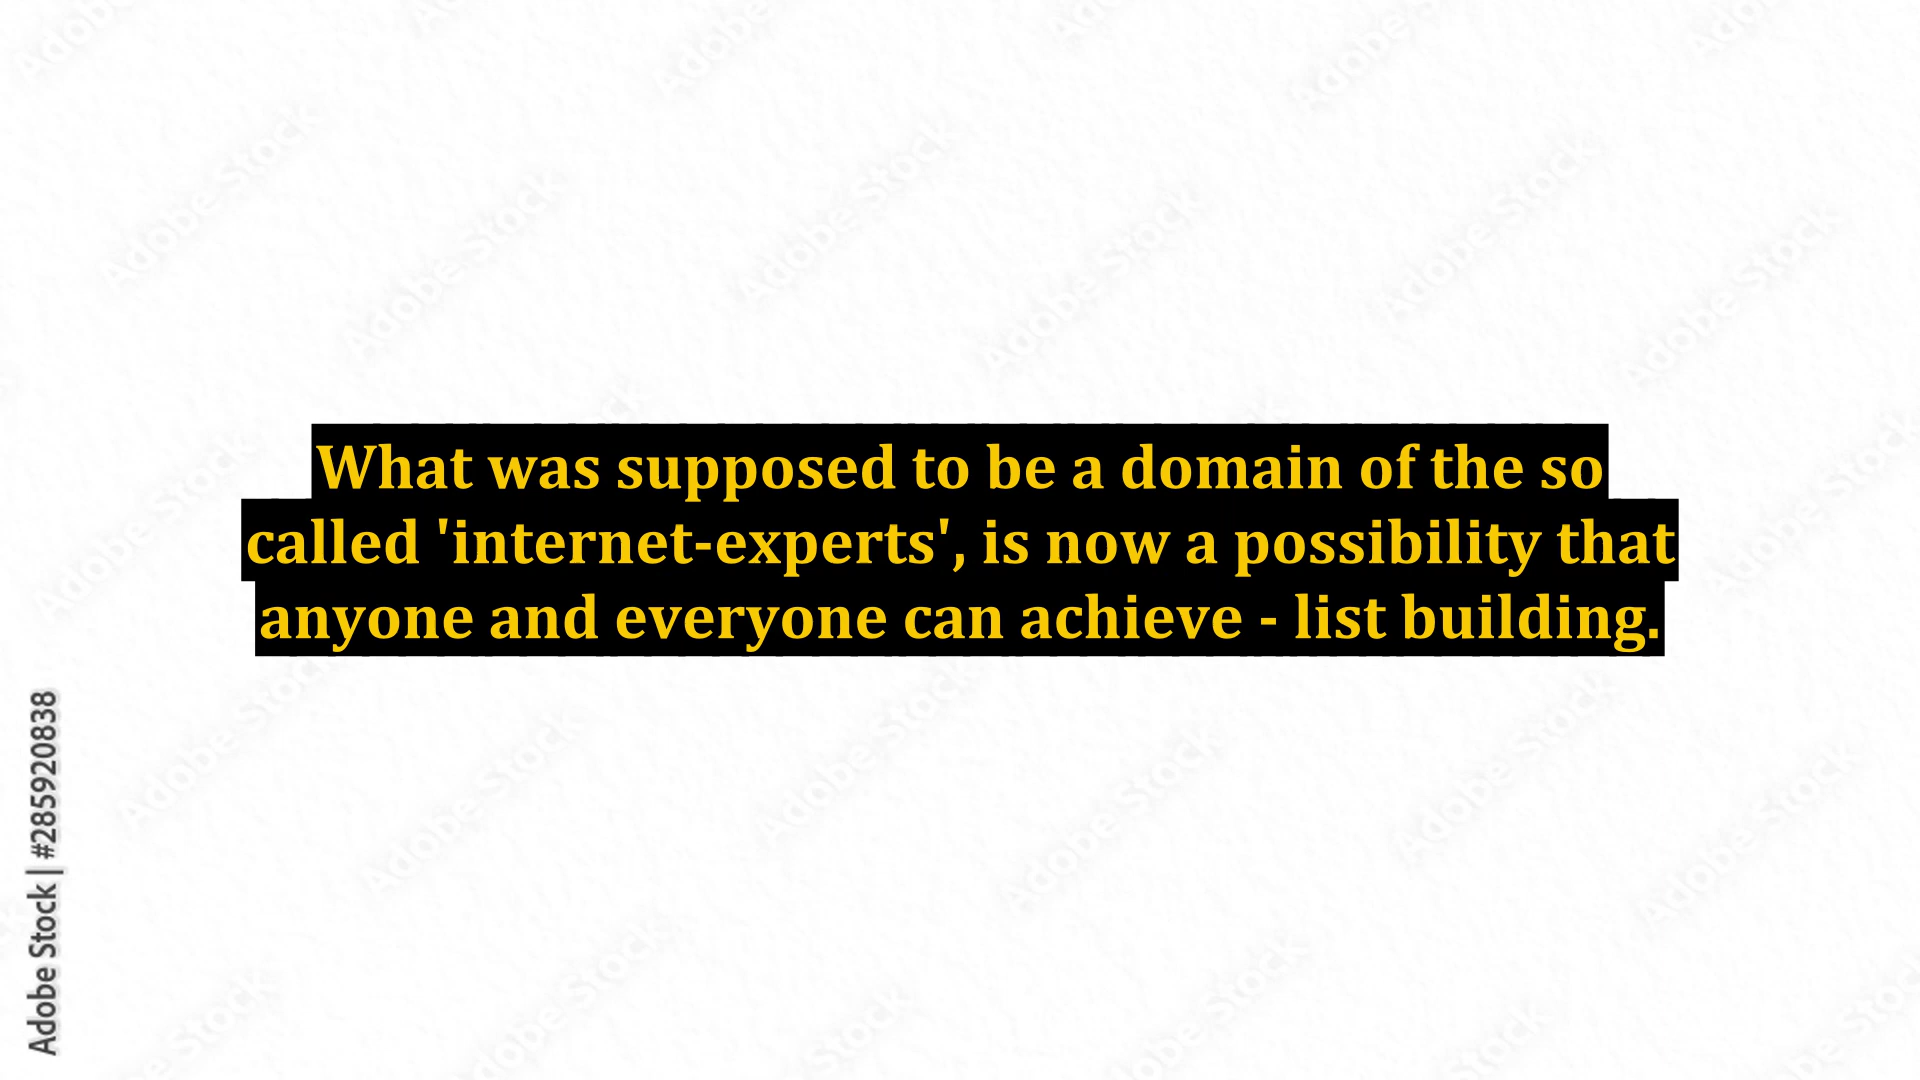 What was supposed to be a domain of the so
called 'internet-experts', is now a possibility that
anyone and everyone can achieve - list building.
Adobe Stock | #285920838